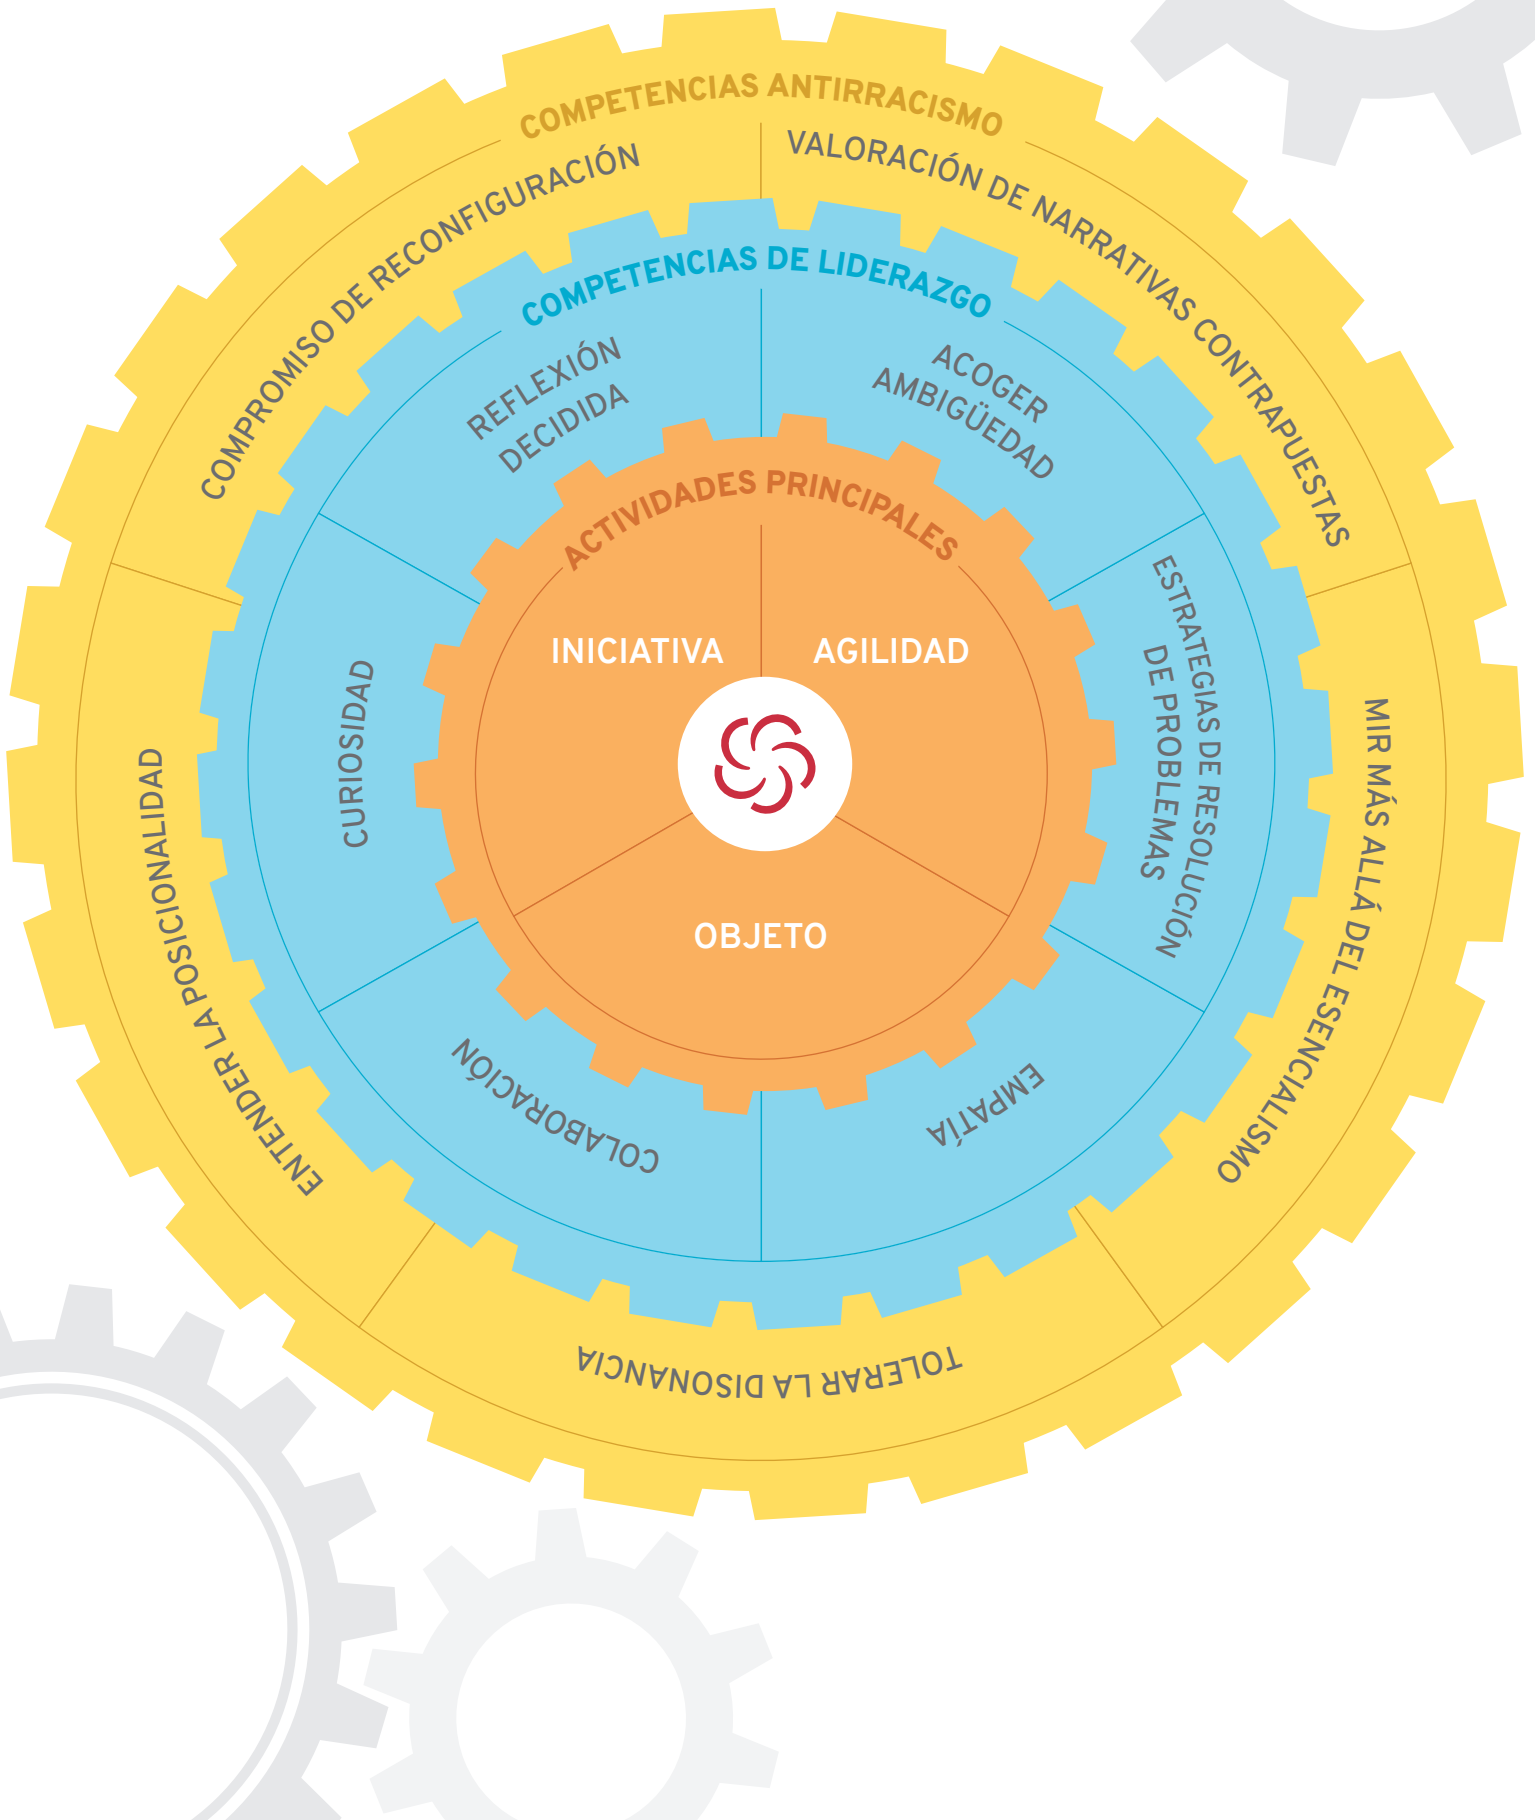 COMPETENCIAS ANTIRRACISMO
COMPROMISO DE RECONFIGURACIÓN
VALORACIÓN DE NARRATIVAS CONTRAPUESTAS
MIR MÁS ALLÁ DEL ESENCIALISMO
TOLERAR LA DISONANCIA
ENTENDER LA POSICIONALIDAD
COMPETENCIAS DE LIDERAZGO
REFLEXIÓN
DECIDIDA
ACOGER
AMBIGÜEDAD
ESTRATEGIAS DE RESOLUCIÓN
DE PROBLEMAS
EMPATÍA
COLABORACIÓN
CURIOSIDAD
ACTIVIDADES PRINCIPALES
INICIATIVA
AGILIDAD
OBJETO